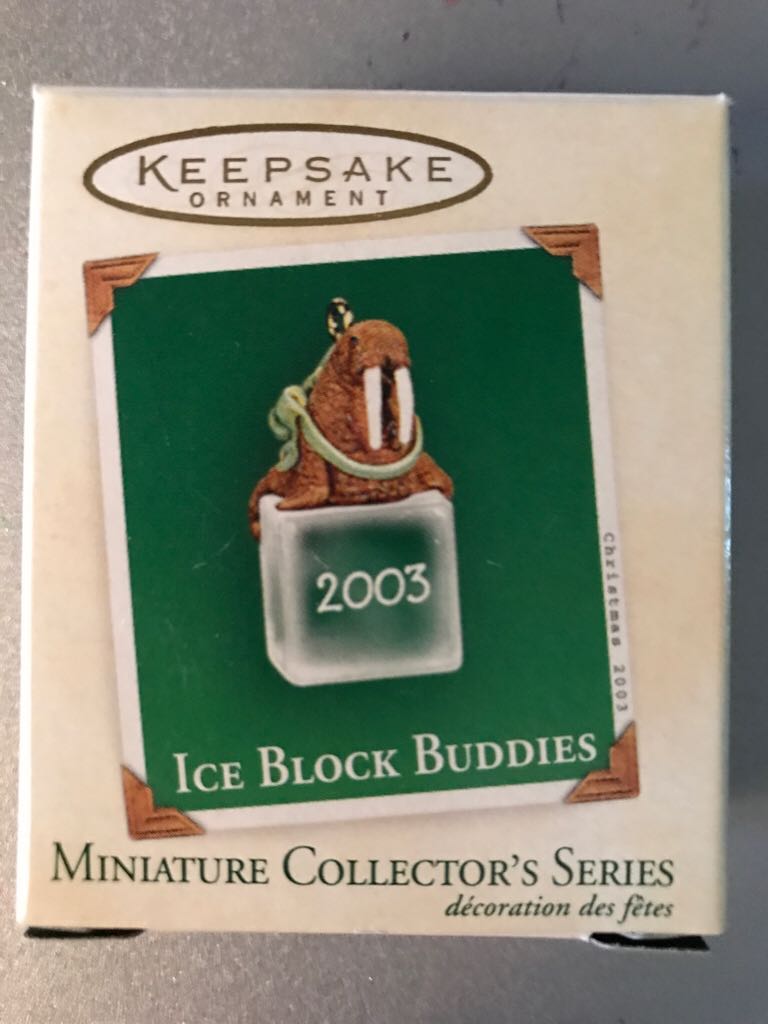 KEEPSAKE
ORNAMENT
2003
Christmas 2003
ICE BLOCK BUDDIES
MINIATURE COLLECTOR'S SERIES
décoration des fêtes